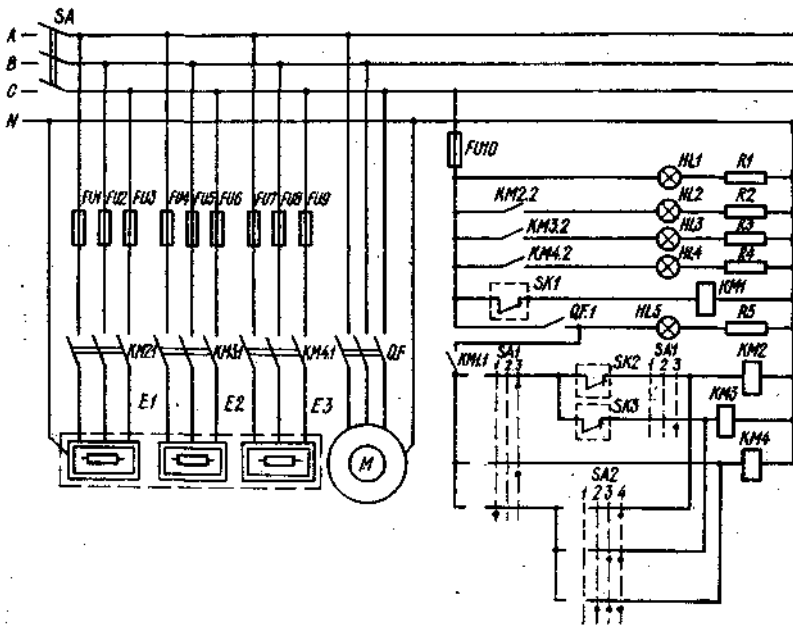 SA
A
B
C
N
FU1 FU2 FU3 FU4 FU5 FU6 FU7 FU8 FU9
FU10
HL1 R1
KM2.2 HL2 R2
KM3.2 HL3 R3
KM4.2 HL4 R4
SK1 KM1
QF.1 HL5 R5
KM2.1 KM3.1 KM4.1 QF
KM1.1 SA1 SK2 SA1 KM2
1 2 3 1 2 3
SK3 KM3
E1 E2 E3
M
KM4
SA2
1 2 3 4